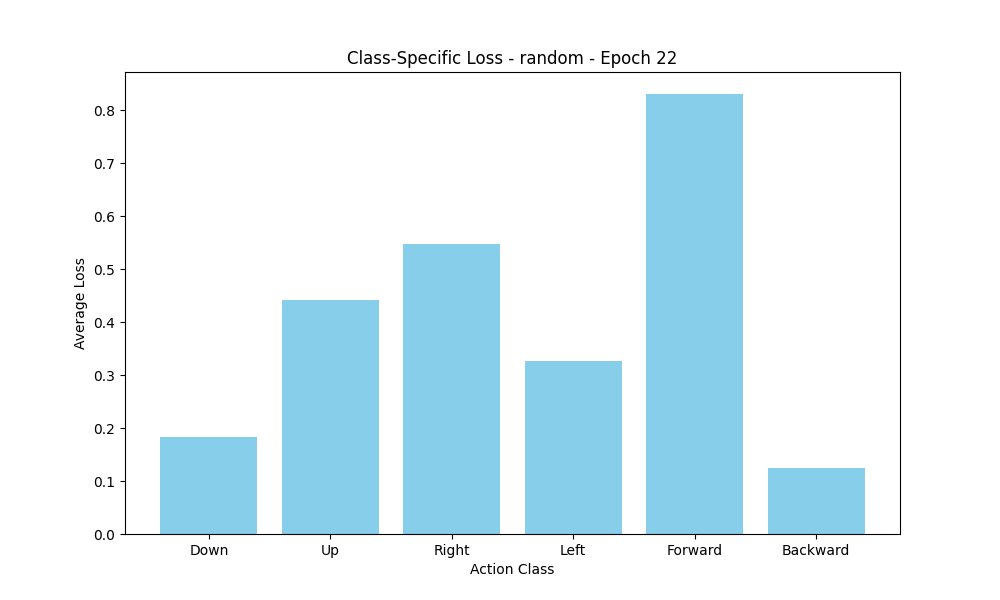 Class-Specific Loss - random - Epoch 22
0.8
0.7
0.6
0.5
0.4
0.3
0.2
0.1
0.0
Average Loss
Down Up Right Left Forward Backward
Action Class